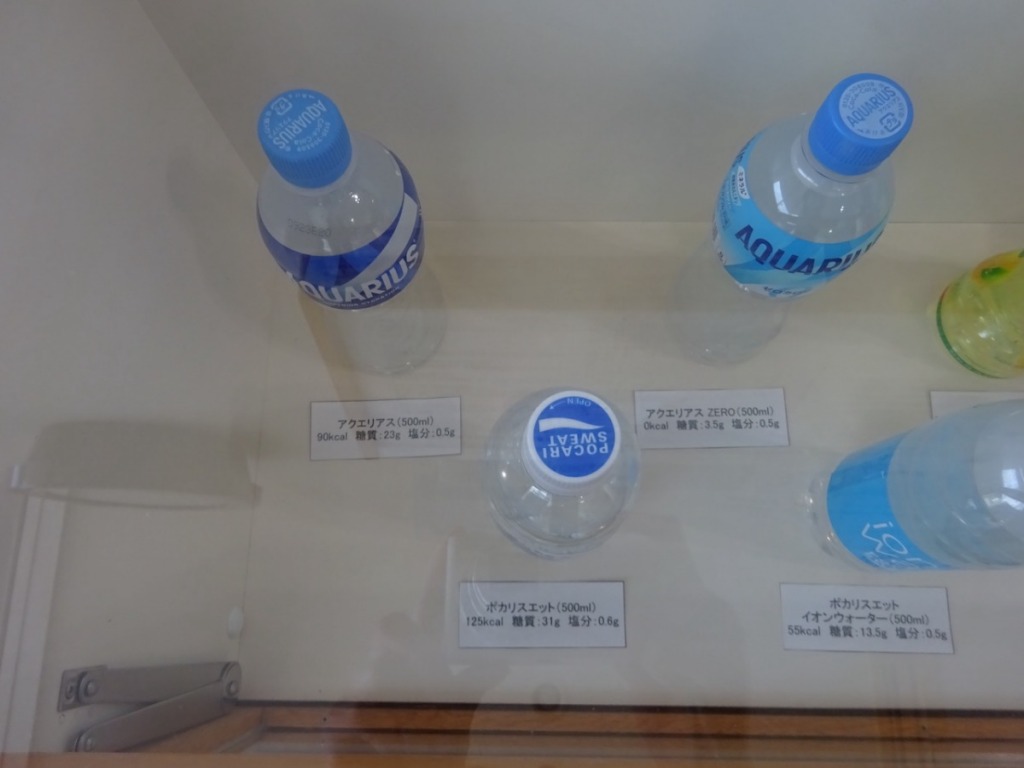 AQUARIUS
AQUARIUS
AQUARIUS
AQUARIU
アクエリアス(500ml)
90kcal 糖質:23g 塩分:0.5g
アクエリアス ZERO(500ml)
0kcal 糖質:3.5g 塩分:0.5g
OPEN
POCARI
SWEAT
ポカリスエット(500ml)
125kcal 糖質:31g 塩分:0.6g
ポカリスエット
イオンウォーター(500ml)
55kcal 糖質:13.5g 塩分:0.5g